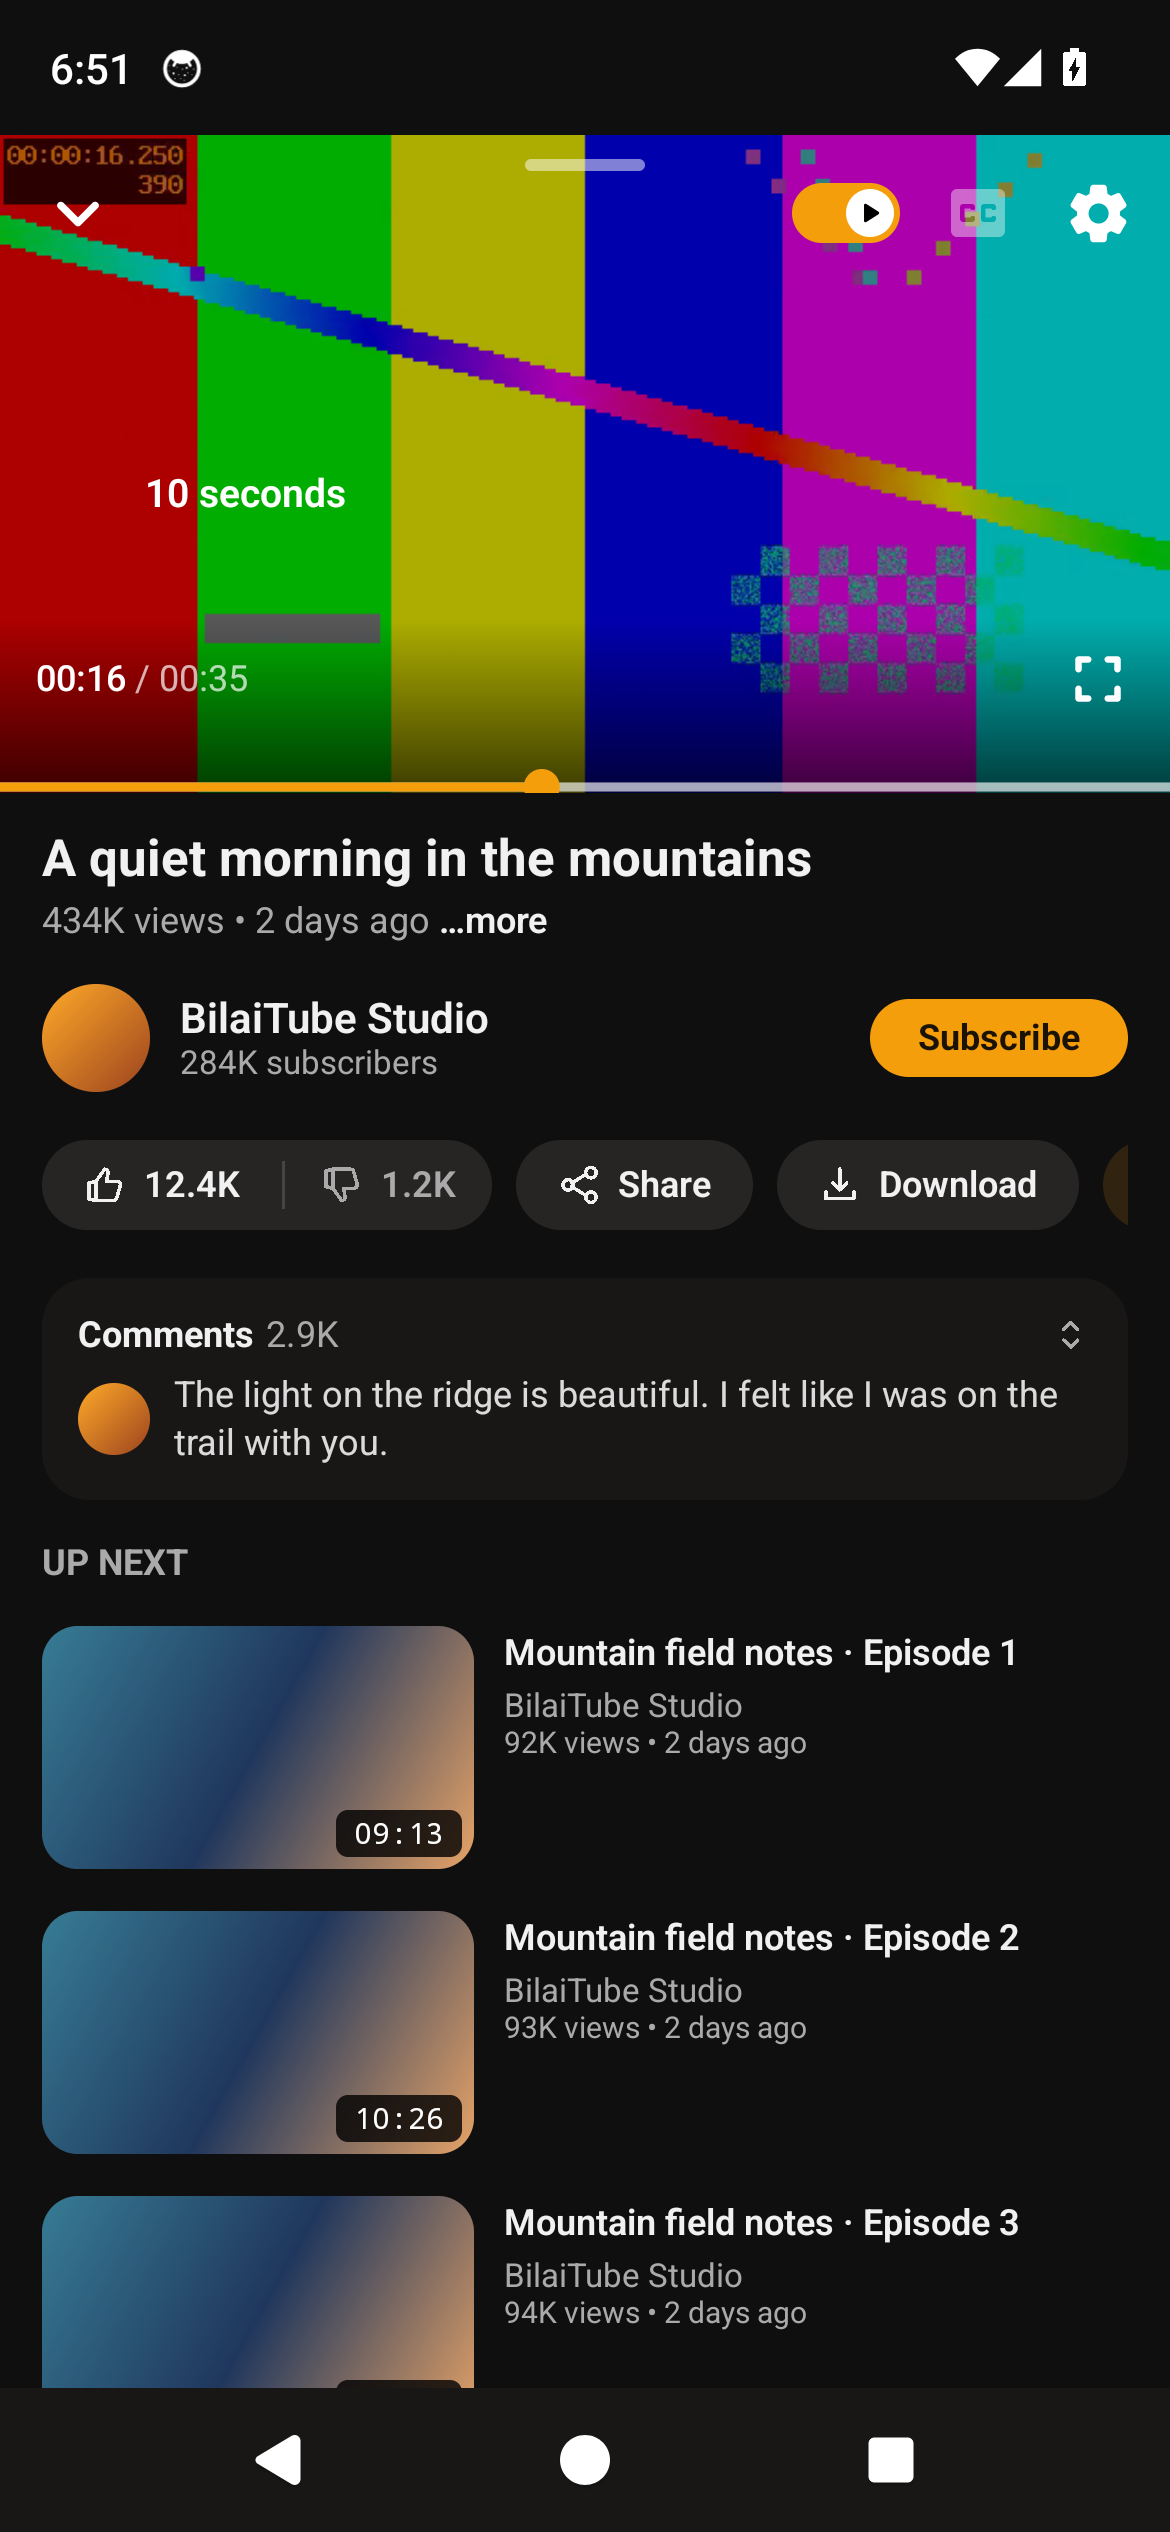 6:51
00:00:16.250
390
CC
10 seconds
00:16 / 00:35
A quiet morning in the mountains
434K views • 2 days ago …more
BilaiTube Studio
284K subscribers
Subscribe
12.4K
1.2K
Share
Download
Comments 2.9K
The light on the ridge is beautiful. I felt like I was on the
trail with you.
UP NEXT
Mountain field notes · Episode 1
BilaiTube Studio
92K views • 2 days ago
09:13
Mountain field notes · Episode 2
BilaiTube Studio
93K views • 2 days ago
10:26
Mountain field notes · Episode 3
BilaiTube Studio
94K views • 2 days ago